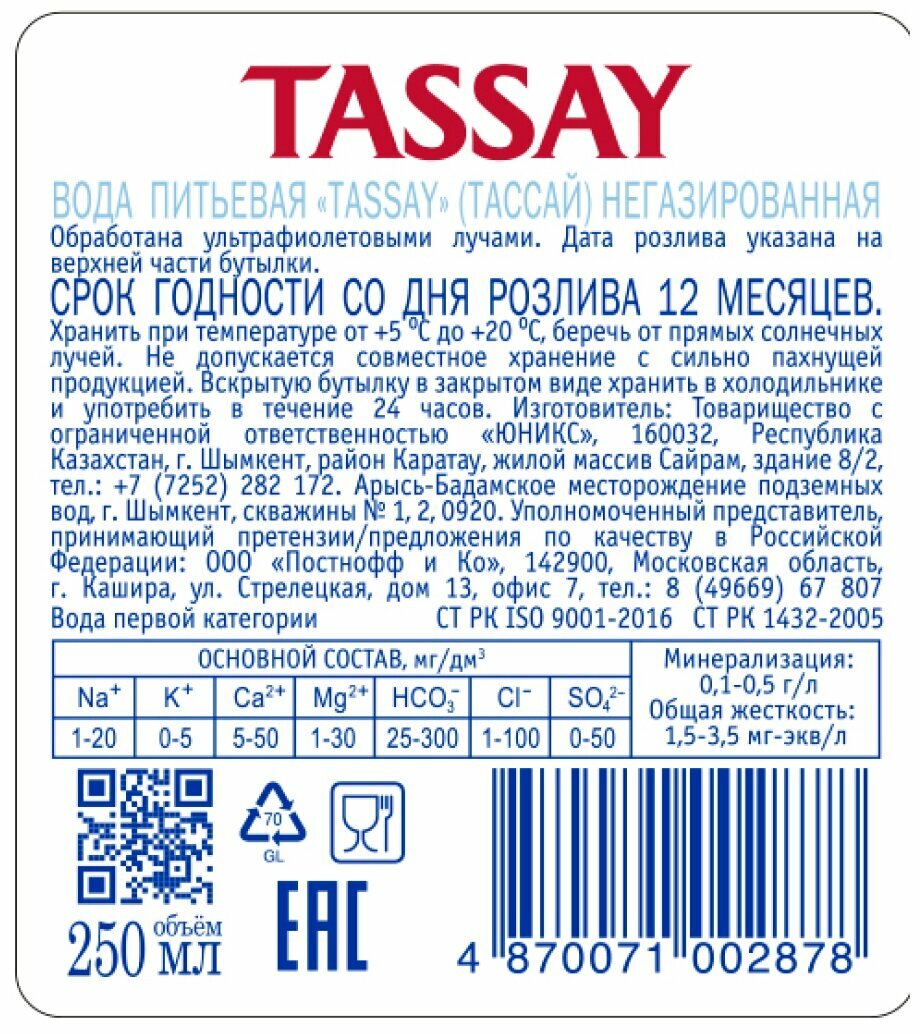 TASSAY
ВОДА ПИТЬЕВАЯ «TASSAY» (ТАССАЙ) НЕГАЗИРОВАННАЯ
Обработана ультрафиолетовыми лучами. Дата розлива указана на
верхней части бутылки.
СРОК ГОДНОСТИ СО ДНЯ РОЗЛИВА 12 МЕСЯЦЕВ.
Хранить при температуре от +5 ⁰С до +20 ⁰С, беречь от прямых солнечных
лучей. Не допускается совместное хранение с сильно пахнущей
продукцией. Вскрытую бутылку в закрытом виде хранить в холодильнике
и употребить в течение 24 часов. Изготовитель: Товарищество с
ограниченной ответственностью «ЮНИКС», 160032, Республика
Казахстан, г. Шымкент, район Каратау, жилой массив Сайрам, здание 8/2,
тел.: +7 (7252) 282 172. Арысь-Бадамское месторождение подземных
вод, г. Шымкент, скважины № 1, 2, 0920. Уполномоченный представитель,
принимающий претензии/предложения по качеству в Российской
Федерации: ООО «Постнофф и Ко», 142900, Московская область,
г. Кашира, ул. Стрелецкая, дом 13, офис 7, тел.: 8 (49669) 67 807
Вода первой категории СТ РК ISO 9001-2016 СТ РК 1432-2005
ОСНОВНОЙ СОСТАВ, мг/дм³
Na⁺ K⁺ Ca²⁺ Mg²⁺ HCO₃⁻ Cl⁻ SO₄²⁻
1-20 0-5 5-50 1-30 25-300 1-100 0-50
Минерализация:
0,1-0,5 г/л
Общая жесткость:
1,5-3,5 мг-экв/л
70
GL
EAC
объём
250 мл
4 870071 002878